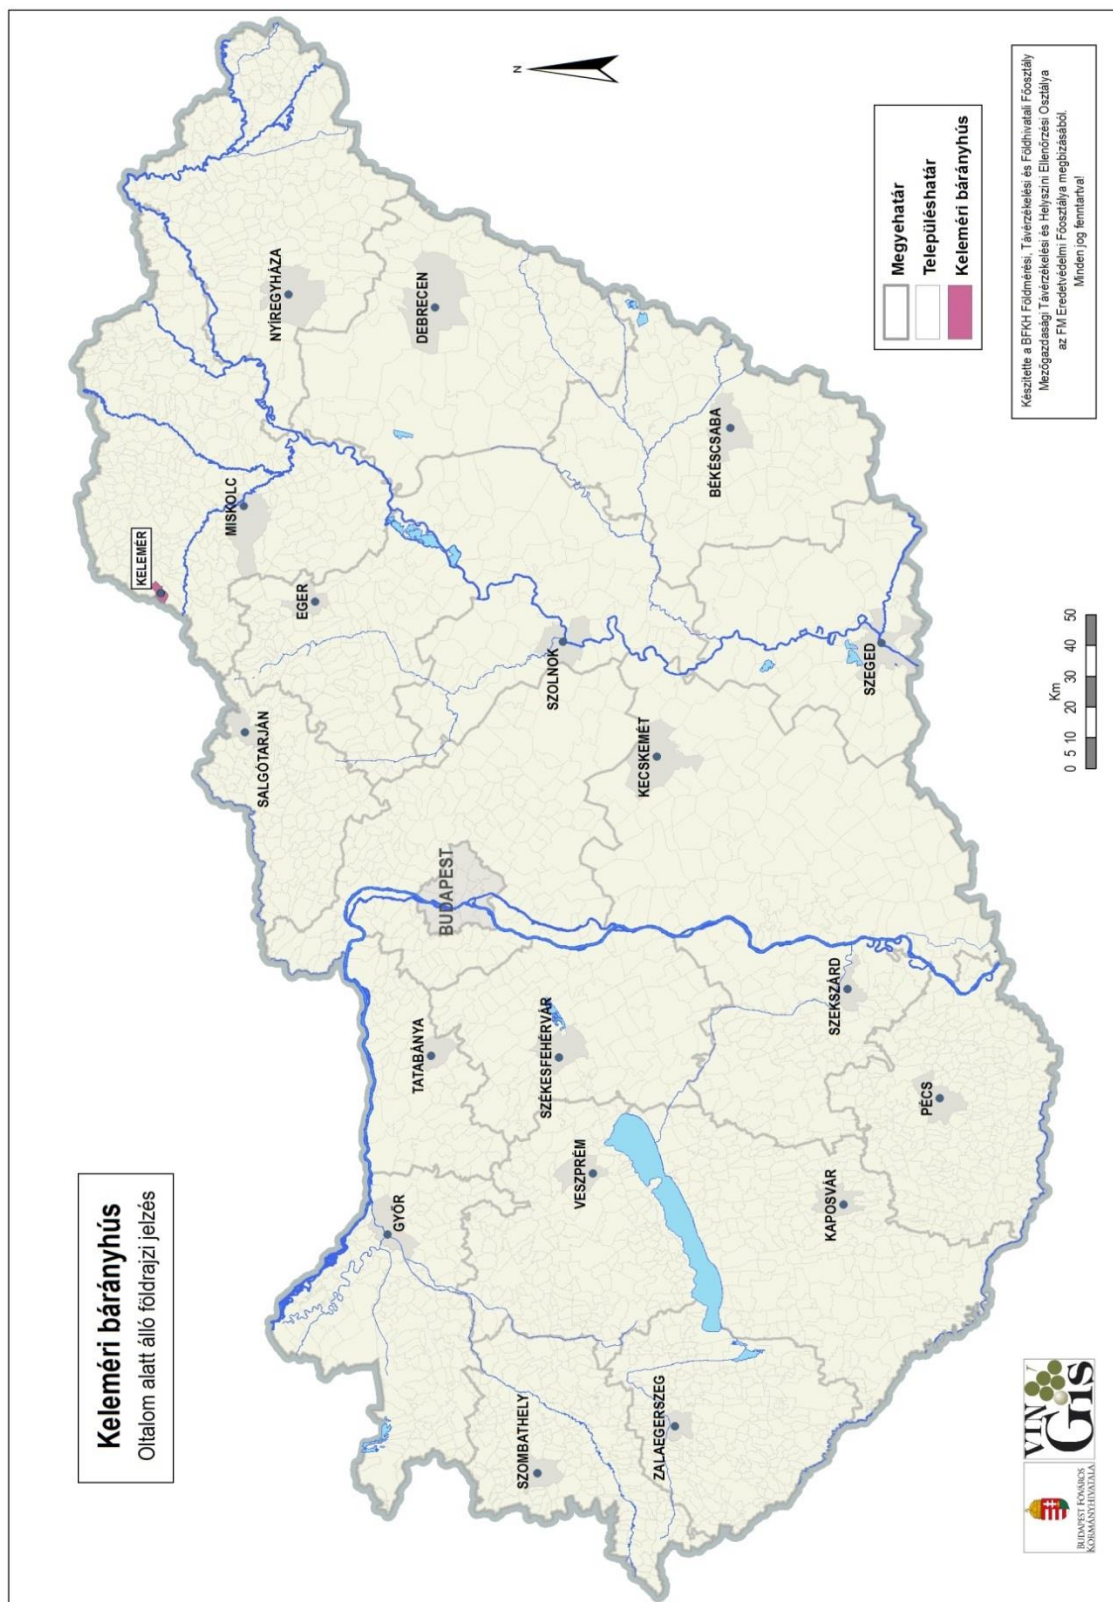 Keleméri bárányhús
Oltalom alatt álló földrajzi jelzés
N
KELEMÉR
MISKOLC
NYÍREGYHÁZA
SALGÓTARJÁN
EGER
DEBRECEN
BUDAPEST
GYŐR
TATABÁNYA
SZOMBATHELY
SZÉKESFEHÉRVÁR
VESZPRÉM
SZOLNOK
KECSKEMÉT
ZALAEGERSZEG
BÉKÉSCSABA
KAPOSVÁR
SZEKSZÁRD
SZEGED
PÉCS
Megyehatár
Településhatár
Keleméri bárányhús
Km
0 5 10 20 30 40 50
Készítette a BFKH Földmérési, Távérzékelési és Földhivatali Főosztály
Mezőgazdasági Távérzékelési és Helyszíni Ellenőrzési Osztálya
az FM Eredetvédelmi Főosztálya megbízásából.
Minden jog fenntartva!
BUDAPEST FŐVÁROS
KORMÁNYHIVATALA
VIN
GIS